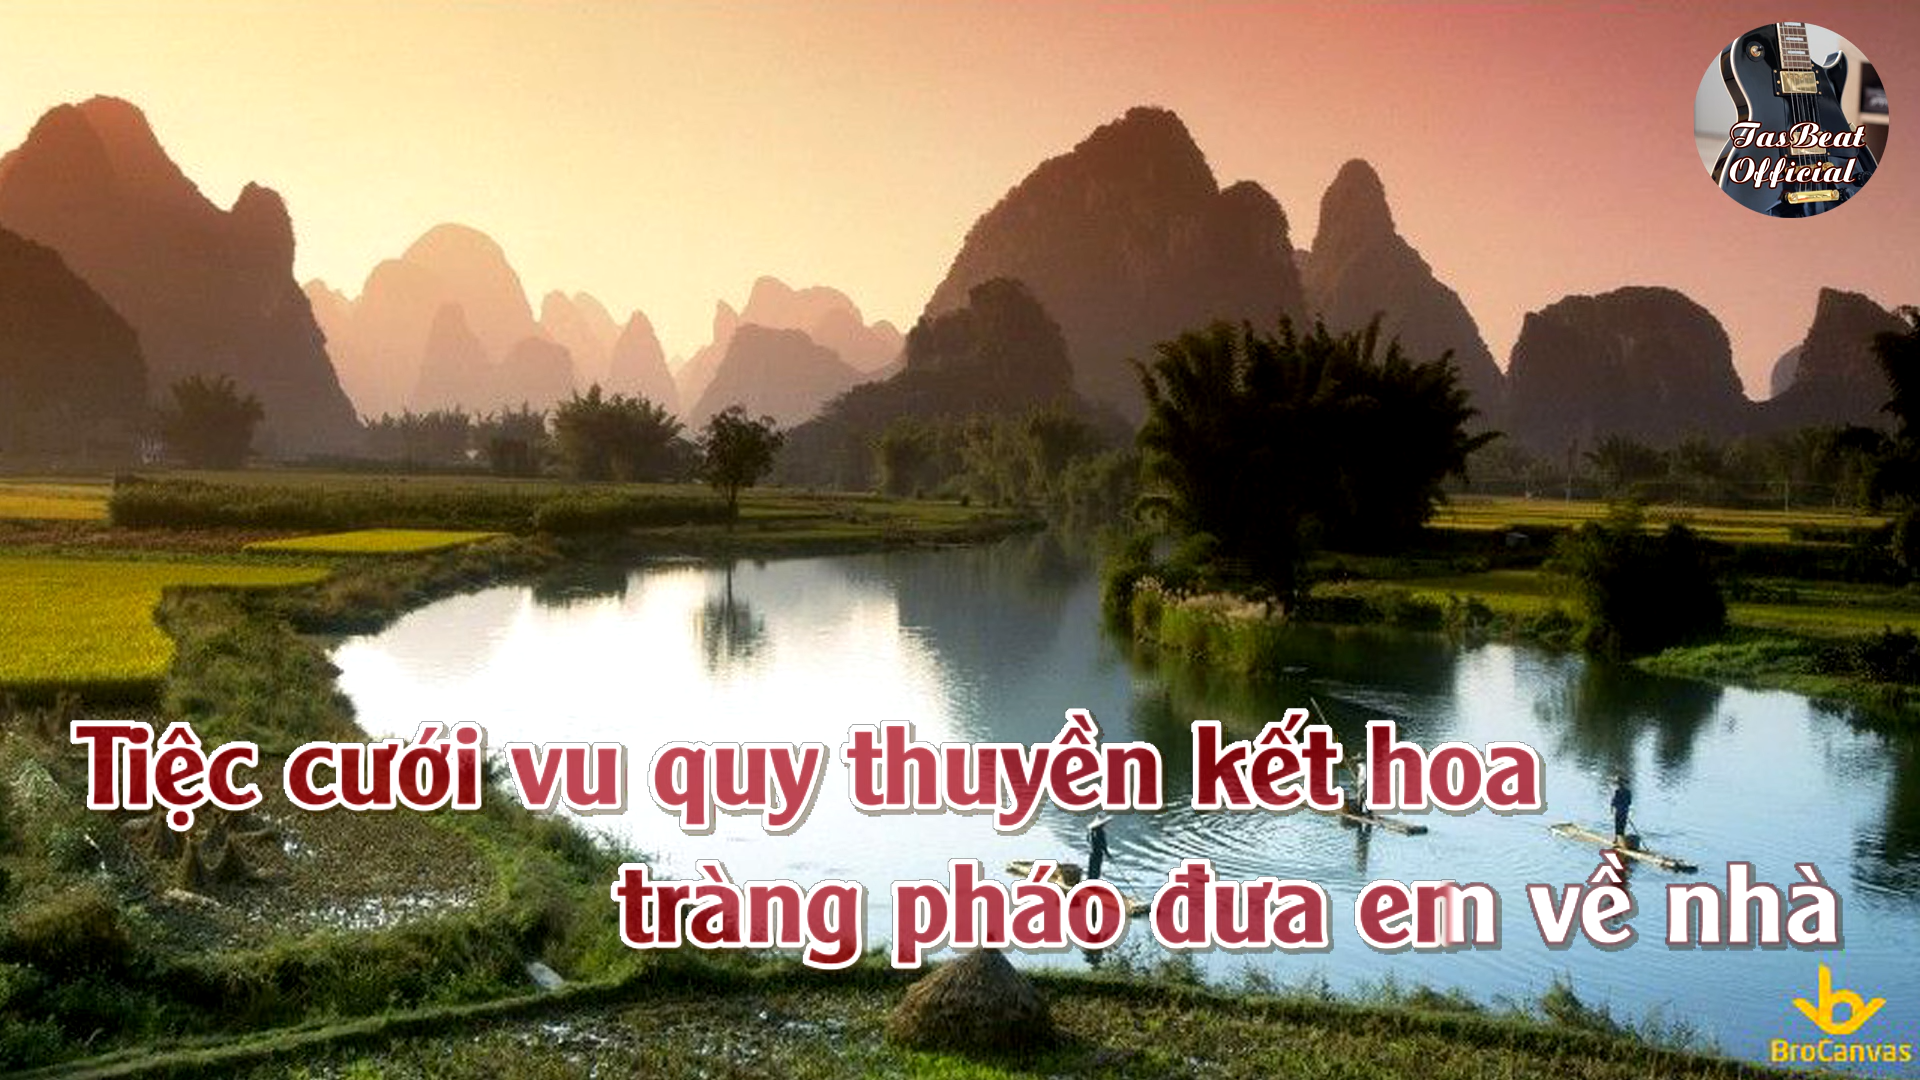 TasBeat
Official
Tiệc cưới vu quy thuyền kết hoa
tràng pháo đưa em về nhà
BroCanvas